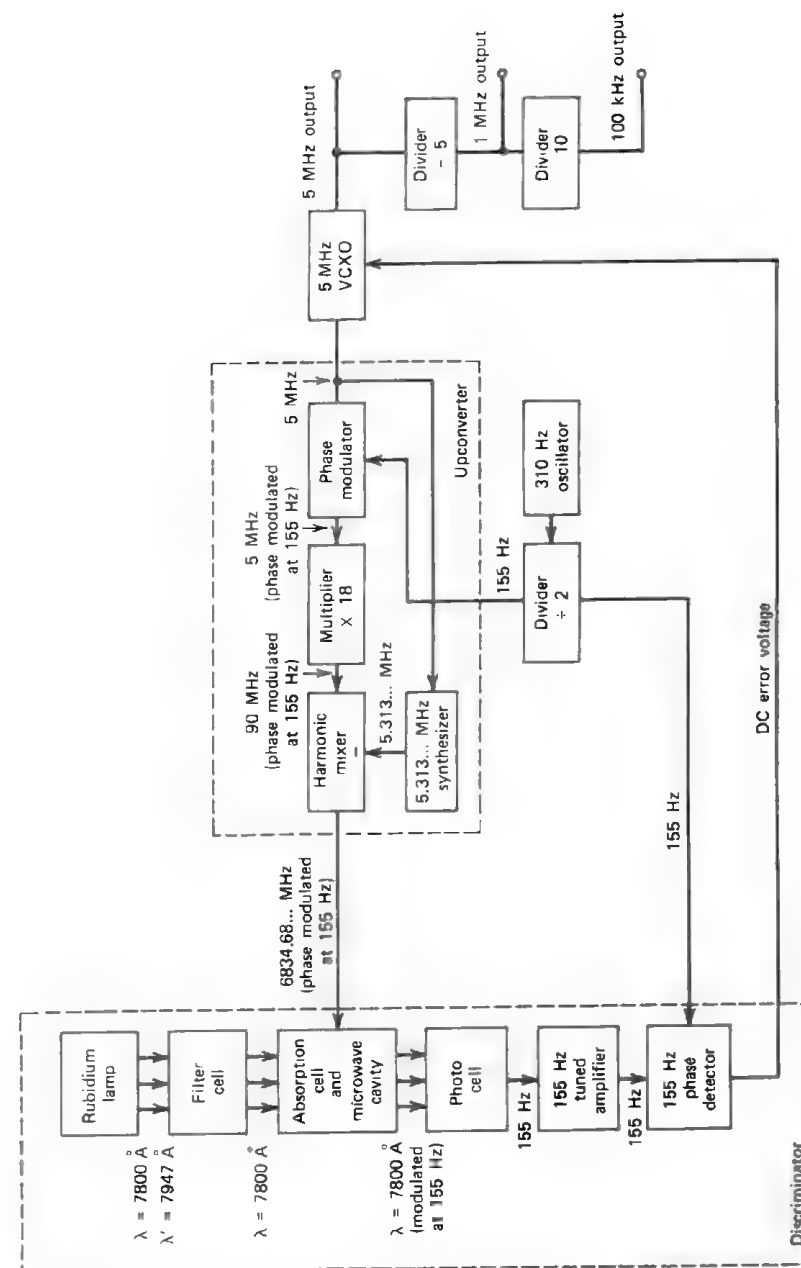 Rubidium
lamp
λ = 7800 Å
λ' = 7947 Å
Filter
cell
λ = 7800 Å
Absorption
cell
and
microwave
cavity
λ = 7800 Å
(modulated
at 155 Hz)
Photo
cell
155 Hz
155 Hz
tuned
amplifier
155 Hz
155 Hz
phase
detector
Discriminator
6834.68... MHz
(phase modulated
at 155 Hz)
90 MHz
(phase modulated
at 155 Hz)
Harmonic
mixer
5.313... MHz
5.313... MHz
synthesizer
Multiplier
× 18
5 MHz
(phase modulated
at 155 Hz)
Phase
modulator
5 MHz
Upconverter
155 Hz
Divider
÷ 2
310 Hz
oscillator
155 Hz
DC error voltage
5 MHz
VCXO
5 MHz output
Divider
- 5
1 MHz output
Divider
10
100 kHz output